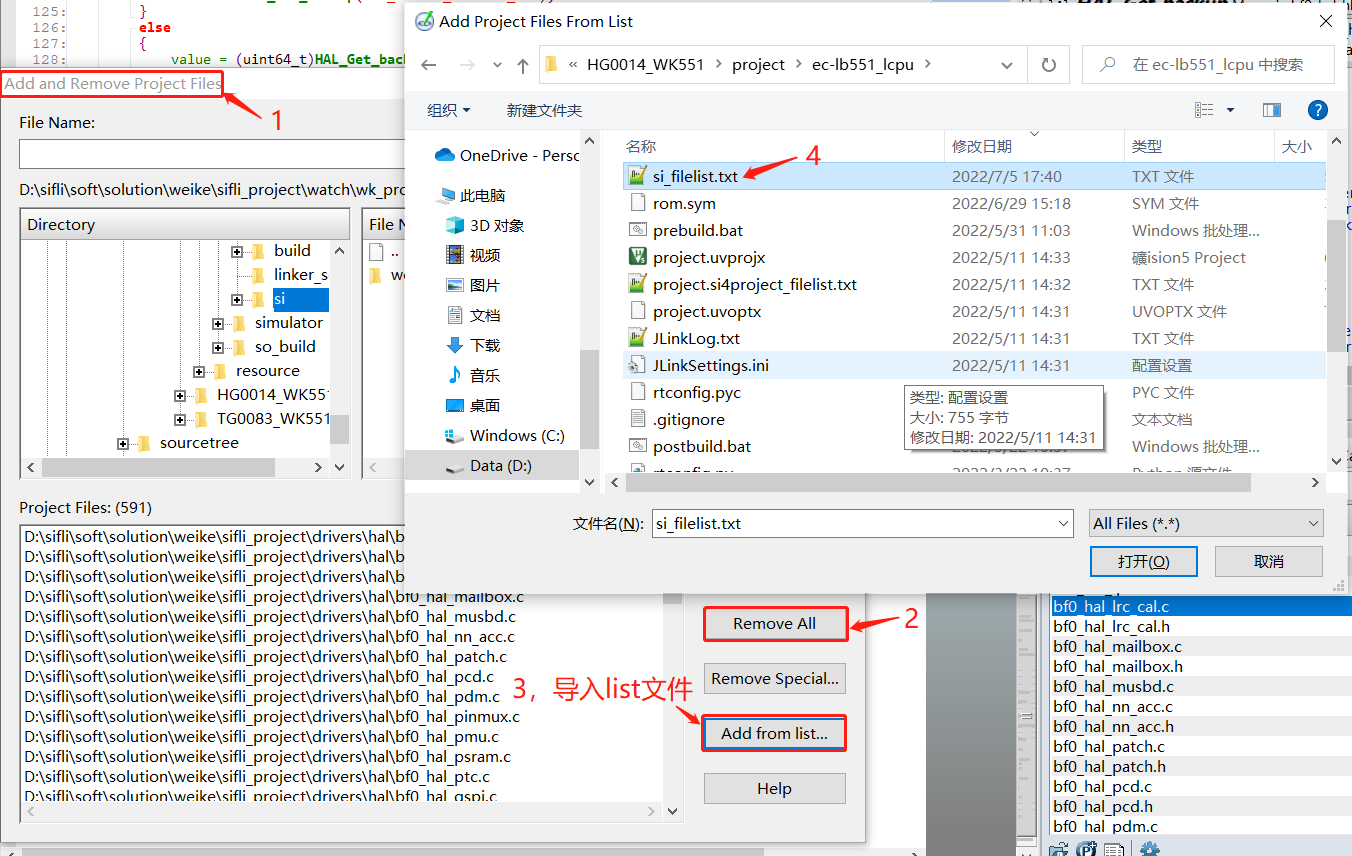 125:
}
126:
else
127:
{
128:
value = (uint64_t)HAL_Get_back
Add and Remove Project Files
1
File Name:
D:\sifli\soft\solution\weike\sifli_project\watch\wk_pro
Directory
File N
build
linker_s
si
simulator
so_build
resource
HG0014_WK551
TG0083_WK551
sourcetree
..
Project Files: (591)
D:\sifli\soft\solution\weike\sifli_project\drivers\hal\b
D:\sifli\soft\solution\weike\sifli_project\drivers\hal\b
D:\sifli\soft\solution\weike\sifli_project\drivers\hal\b
D:\sifli\soft\solution\weike\sifli_project\drivers\hal\bf0_hal_mailbox.c
D:\sifli\soft\solution\weike\sifli_project\drivers\hal\bf0_hal_musbd.c
D:\sifli\soft\solution\weike\sifli_project\drivers\hal\bf0_hal_nn_acc.c
D:\sifli\soft\solution\weike\sifli_project\drivers\hal\bf0_hal_patch.c
D:\sifli\soft\solution\weike\sifli_project\drivers\hal\bf0_hal_pcd.c
D:\sifli\soft\solution\weike\sifli_project\drivers\hal\bf0_hal_pdm.c
D:\sifli\soft\solution\weike\sifli_project\drivers\hal\bf0_hal_pinmux.c
D:\sifli\soft\solution\weike\sifli_project\drivers\hal\bf0_hal_pmu.c
D:\sifli\soft\solution\weike\sifli_project\drivers\hal\bf0_hal_psram.c
D:\sifli\soft\solution\weike\sifli_project\drivers\hal\bf0_hal_ptc.c
D:\sifli\soft\solution\weike\sifli_project\drivers\hal\bf0_hal_qspi.c
Remove All
2
Remove Special...
3，导入list文件
Add from list...
Help
Add Project Files From List
« HG0014_WK551 › project › ec-lb551_lcpu ›
在 ec-lb551_lcpu 中搜索
组织
新建文件夹
OneDrive - Persc
此电脑
3D 对象
视频
图片
文档
下载
音乐
桌面
Windows (C:)
Data (D:)
名称 修改日期 类型 大小
4
si_filelist.txt 2022/7/5 17:40 TXT 文件
rom.sym 2022/6/29 15:18 SYM 文件
prebuild.bat 2022/5/31 11:03 Windows 批处理...
project.uvprojx 2022/5/11 14:33 礦ision5 Project
project.si4project_filelist.txt 2022/5/11 14:32 TXT 文件
project.uvoptx 2022/5/11 14:31 UVOPTX 文件
JLinkLog.txt 2022/5/11 14:31 TXT 文件
JLinkSettings.ini 2022/5/11 14:31 配置设置
rtconfig.pyc PYC 文件
.gitignore 文本文档
postbuild.bat Windows 批处理...
类型: 配置设置
大小: 755 字节
修改日期: 2022/5/11 14:31
文件名(N):
si_filelist.txt
All Files (*.*)
打开(O)
取消
bf0_hal_lrc_cal.c
bf0_hal_lrc_cal.h
bf0_hal_mailbox.c
bf0_hal_mailbox.h
bf0_hal_musbd.c
bf0_hal_nn_acc.c
bf0_hal_nn_acc.h
bf0_hal_patch.c
bf0_hal_patch.h
bf0_hal_pcd.c
bf0_hal_pcd.h
bf0_hal_pdm.c